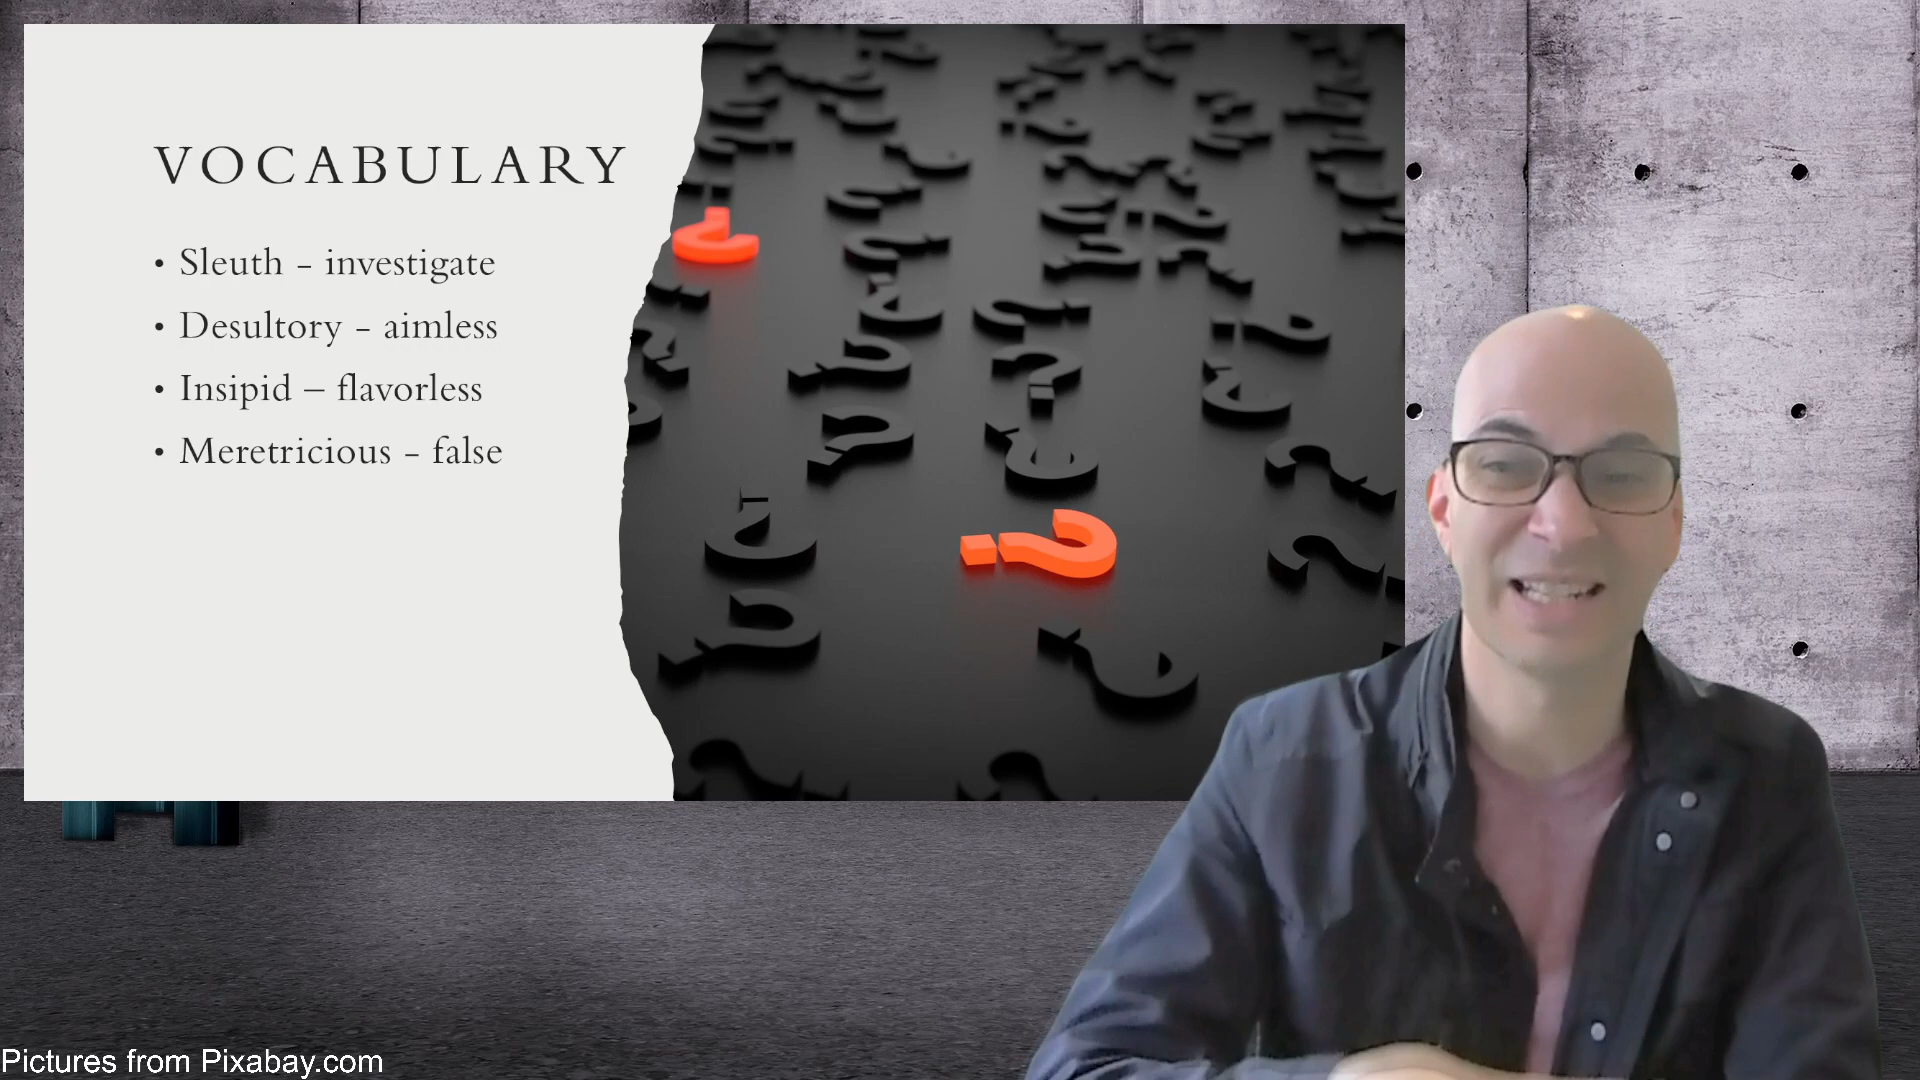 VOCABULARY
• Sleuth - investigate
• Desultory - aimless
• Insipid – flavorless
• Meretricious - false
Pictures from Pixabay.com